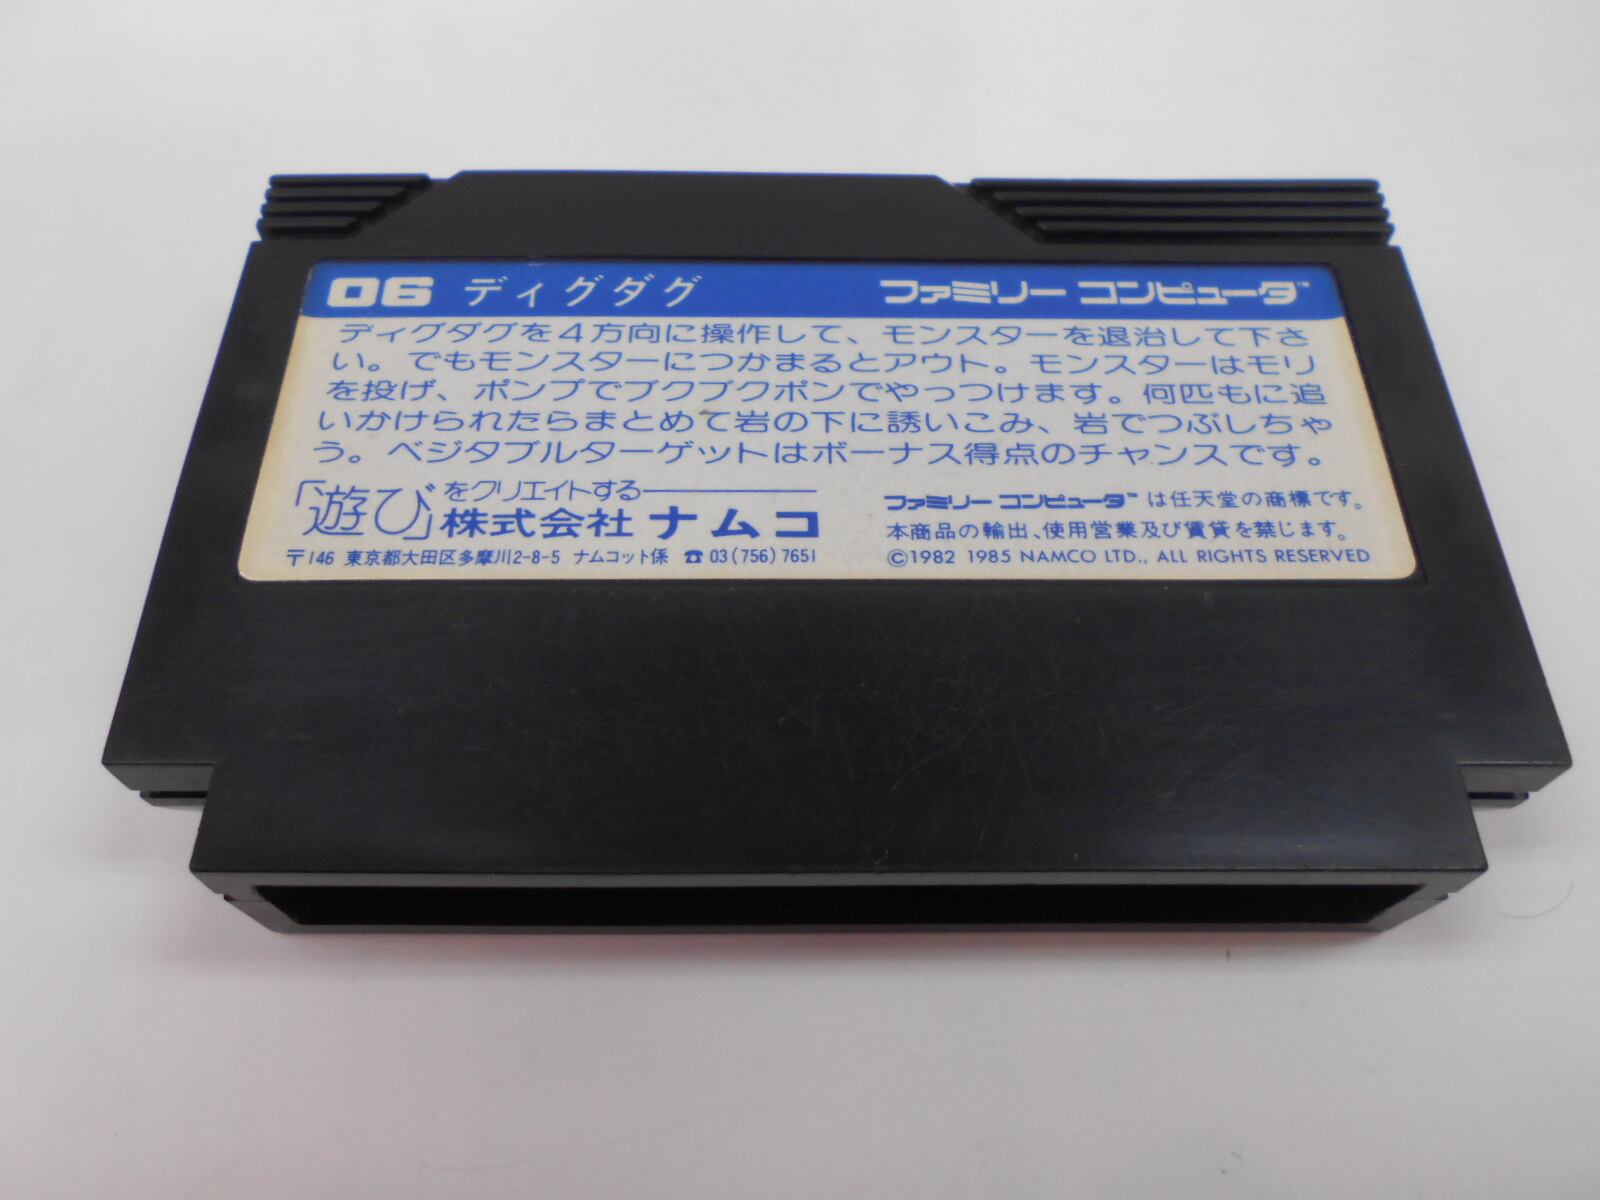 06 ディグダグ ファミリー コンピュータ™
ディグダグを4方向に操作して、モンスターを退治して下さ
い。でもモンスターにつかまるとアウト。モンスターはモリ
を投げ、ポンプでブクブクポンでやっつけます。何匹もに追
いかけられたらまとめて岩の下に誘いこみ、岩でつぶしちゃ
う。ベジタブルターゲットはボーナス得点のチャンスです。
「遊び」をクリエイトする
株式会社 ナムコ
〒146 東京都大田区多摩川2-8-5 ナムコット係 ☎ 03(756)7651
ファミリー コンピュータ™ は任天堂の商標です。
本商品の輸出、使用営業及び賃貸を禁じます。
©1982 1985 NAMCO LTD., ALL RIGHTS RESERVED